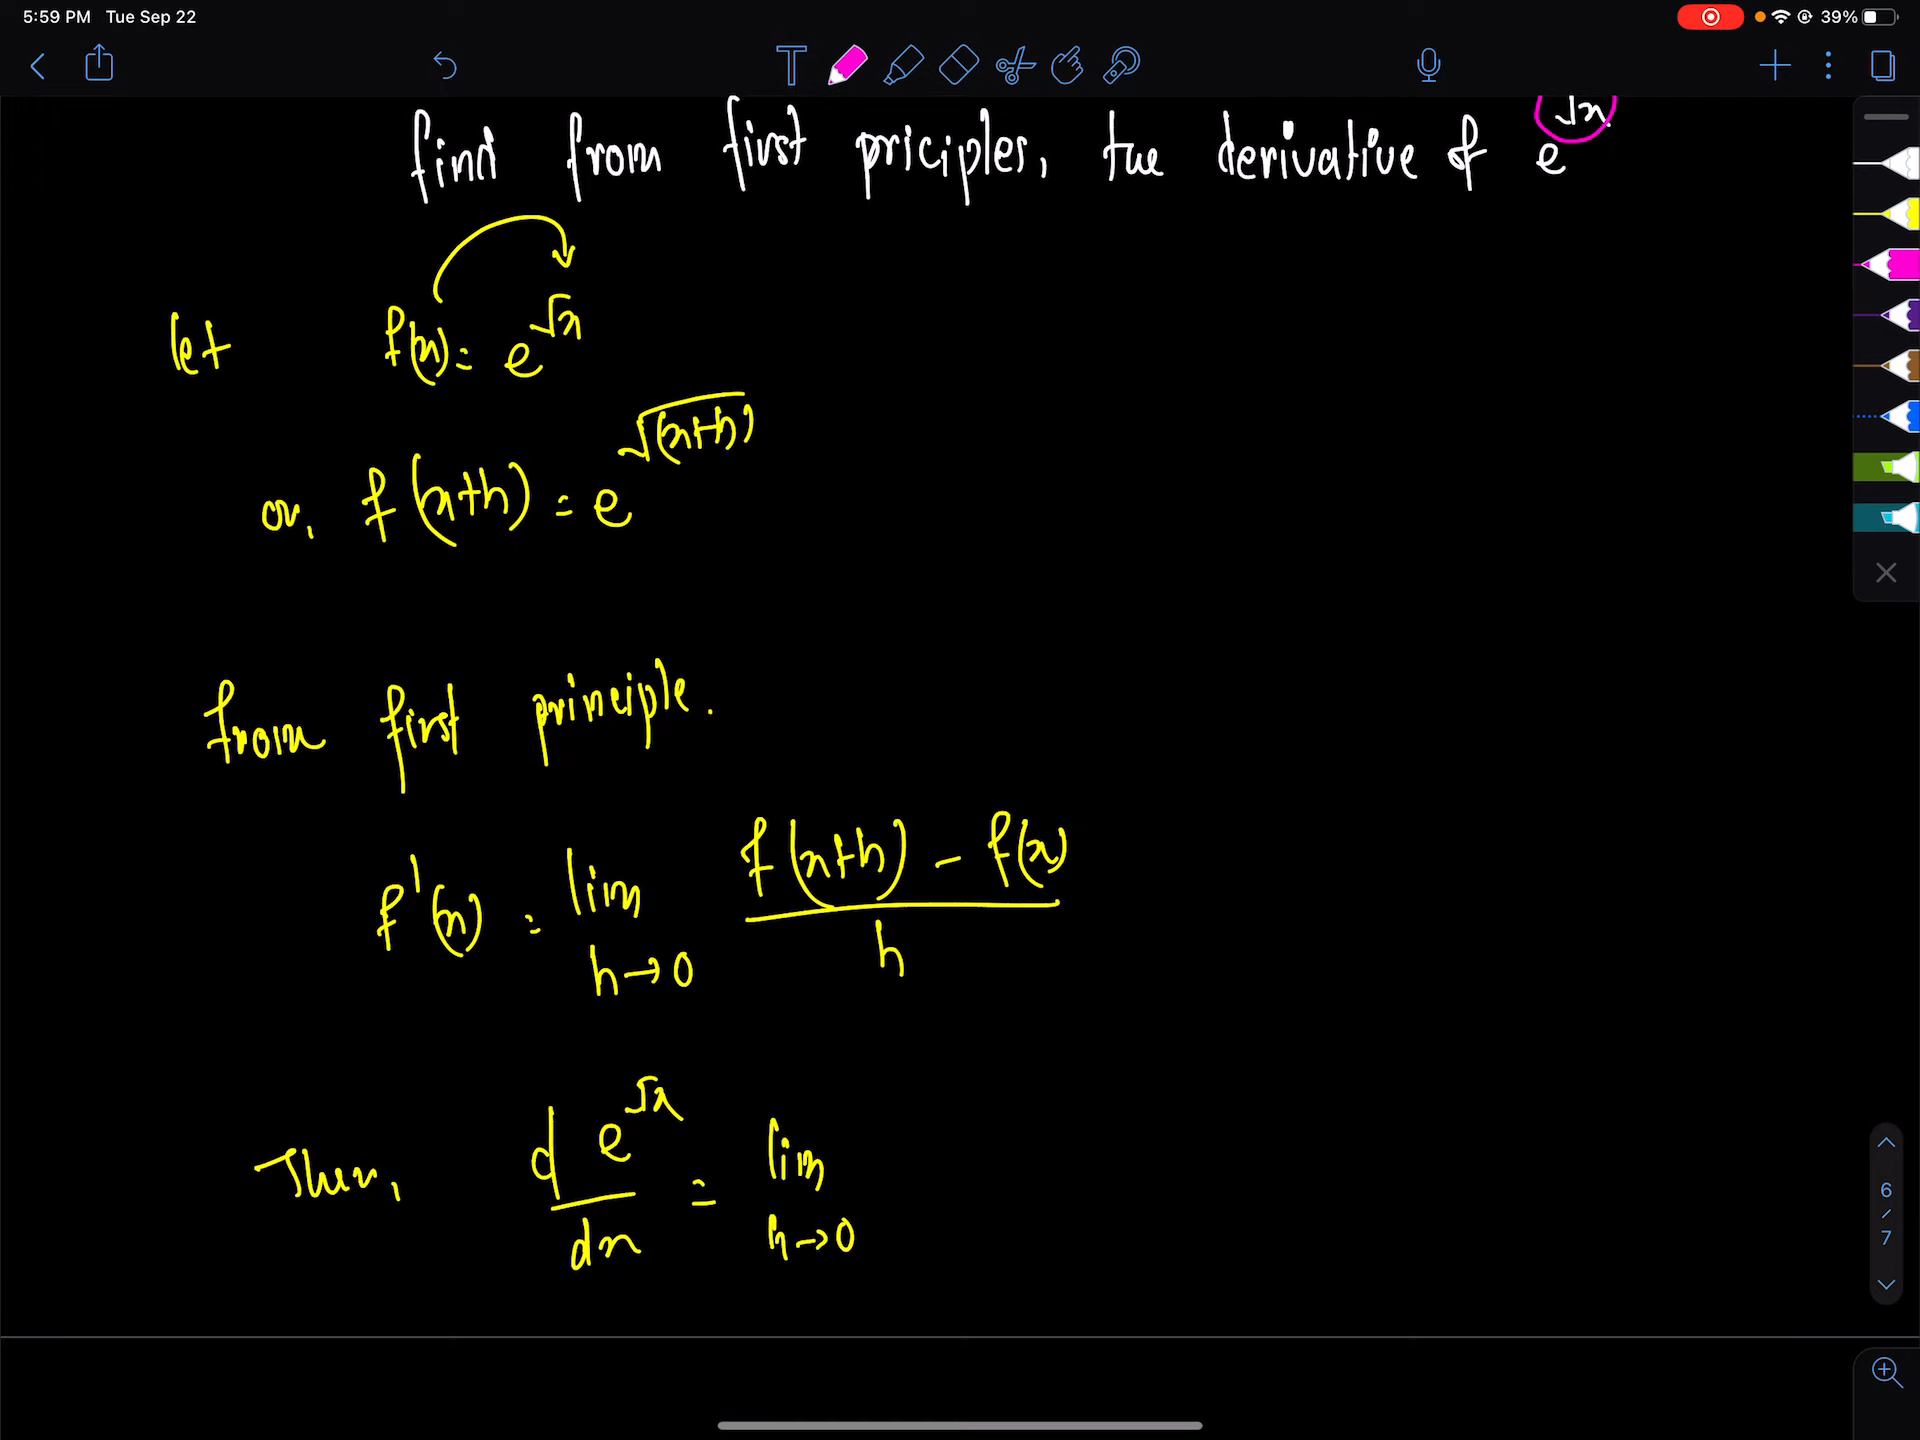 5:59 PM Tue Sep 22 39%
find from first priciples, the derivative of e^√x.
let f(x) = e^√x
or, f(x+h) = e^√(x+h)
from first principle.
f'(x) = lim h→0 (f(x+h) - f(x)) / h
Then, d e^√x / dx = lim h→0
6 / 7